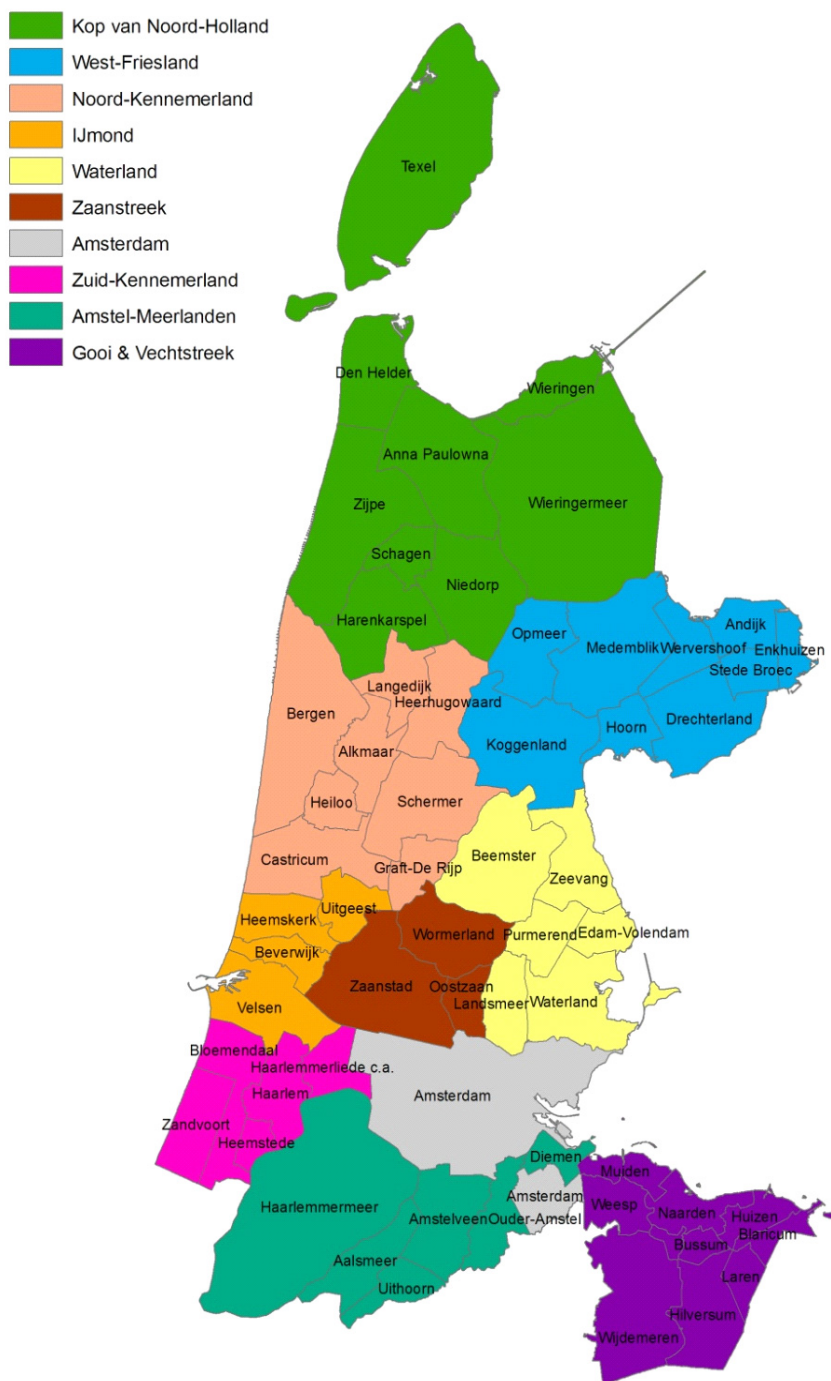 Kop van Noord-Holland
West-Friesland
Noord-Kennemerland
IJmond
Waterland
Zaanstreek
Amsterdam
Zuid-Kennemerland
Amstel-Meerlanden
Gooi & Vechtstreek
Texel
Den Helder
Wieringen
Anna Paulowna
Zijpe
Wieringermeer
Schagen
Niedorp
Harenkarspel
Opmeer
Medemblik
Wervershoof
Andijk
Enkhuizen
Stede Broec
Langedijk
Heerhugowaard
Bergen
Drechterland
Hoorn
Koggenland
Alkmaar
Heiloo
Schermer
Castricum
Graft-De Rijp
Beemster
Zeevang
Uitgeest
Heemskerk
Wormerland
Purmerend
Edam-Volendam
Beverwijk
Zaanstad
Oostzaan
Landsmeer
Waterland
Velsen
Bloemendaal
Haarlemmerliede c.a.
Haarlem
Amsterdam
Zandvoort
Heemstede
Diemen
Muiden
Haarlemmermeer
Amsterdam
Weesp
Naarden
Huizen
Amstelveen
Ouder-Amstel
Blaricum
Bussum
Aalsmeer
Laren
Uithoorn
Hilversum
Wijdemeren